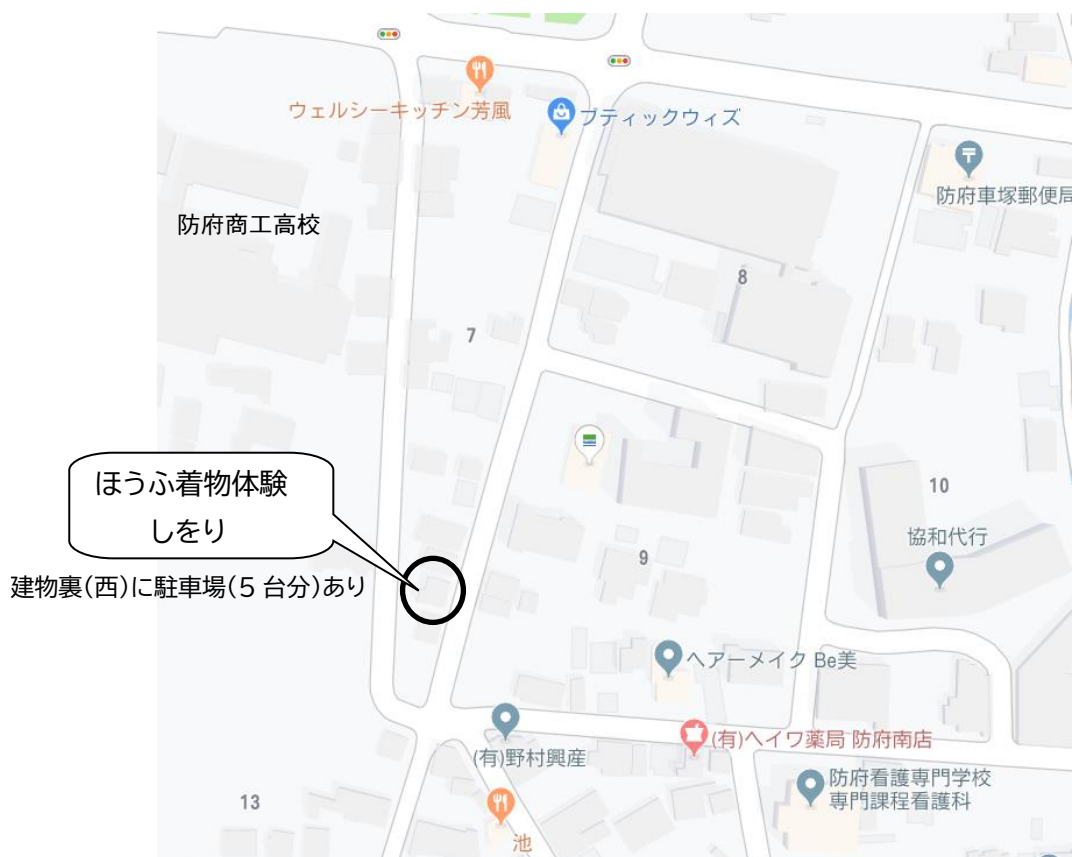 ウェルシーキッチン芳風
ブティックウィズ
防府車塚郵便局
防府商工高校
8
7
ほうふ着物体験
しをり
10
協和代行
9
建物裏(西)に駐車場(5 台分)あり
ヘアーメイク Be美
(有)ヘイワ薬局 防府南店
(有)野村興産
防府看護専門学校
専門課程看護科
13
池